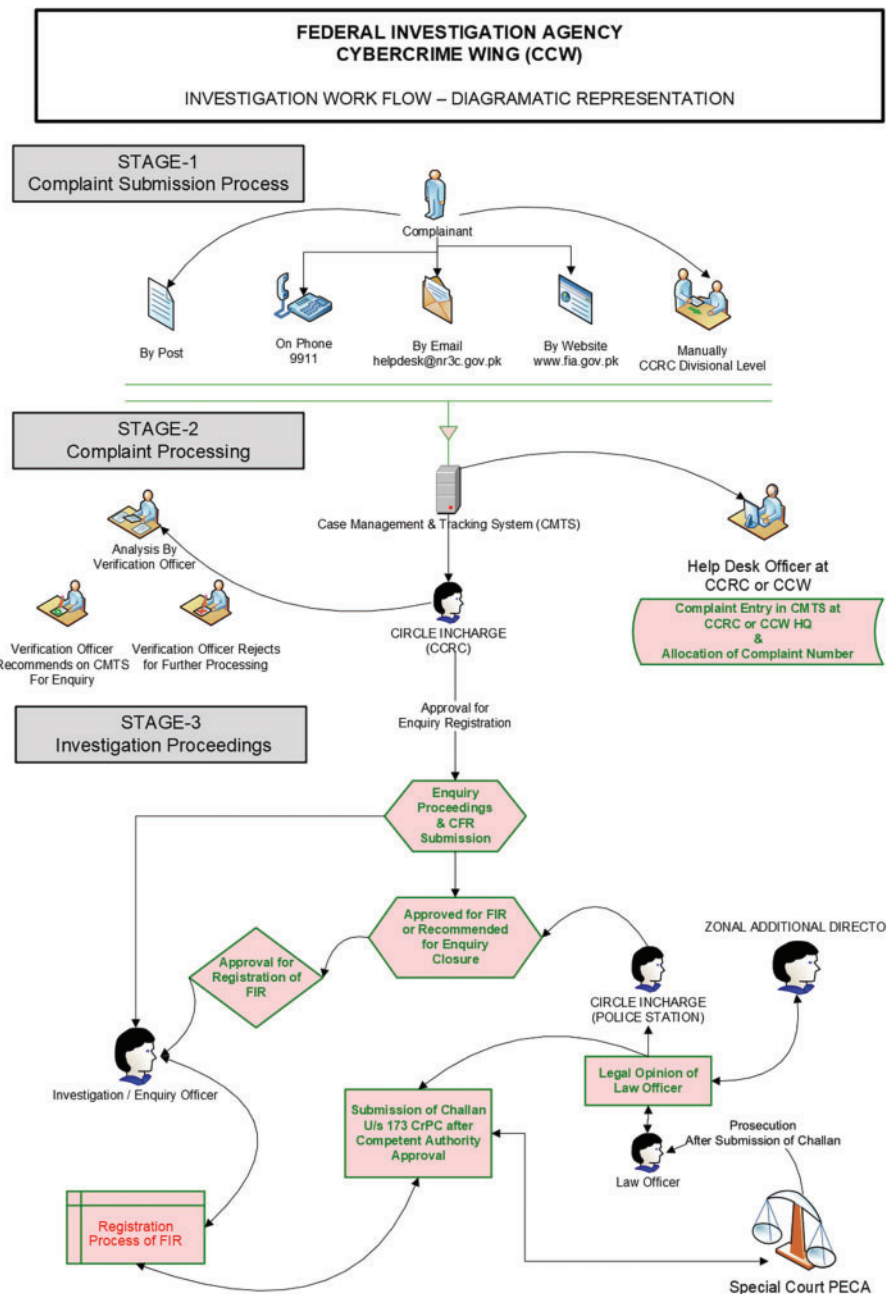 FEDERAL INVESTIGATION AGENCY
CYBERCRIME WING (CCW)
INVESTIGATION WORK FLOW – DIAGRAMATIC REPRESENTATION
STAGE-1
Complaint Submission Process
Complainant
By Post
On Phone
9911
By Email
helpdesk@nr3c.gov.pk
By Website
www.fia.gov.pk
Manually
CCRC Divisional Level
STAGE-2
Complaint Processing
Case Management & Tracking System (CMTS)
Analysis By
Verification Officer
Help Desk Officer at
CCRC or CCW
Complaint Entry in CMTS at
CCRC or CCW HQ
&
Allocation of Complaint Number
Verification Officer
Recommends on CMTS
For Enquiry
Verification Officer Rejects
for Further Processing
CIRCLE INCHARGE
(CCRC)
Approval for
Enquiry Registration
STAGE-3
Investigation Proceedings
Enquiry
Proceedings
& CFR
Submission
Approved for FIR
or Recommended
for Enquiry
Closure
Approval for
Registration of
FIR
ZONAL ADDITIONAL DIRECTO
CIRCLE INCHARGE
(POLICE STATION)
Investigation / Enquiry Officer
Legal Opinion of
Law Officer
Submission of Challan
U/s 173 CrPC after
Competent Authority
Approval
Prosecution
After Submission of Challan
Law Officer
Registration
Process of FIR
Special Court PECA